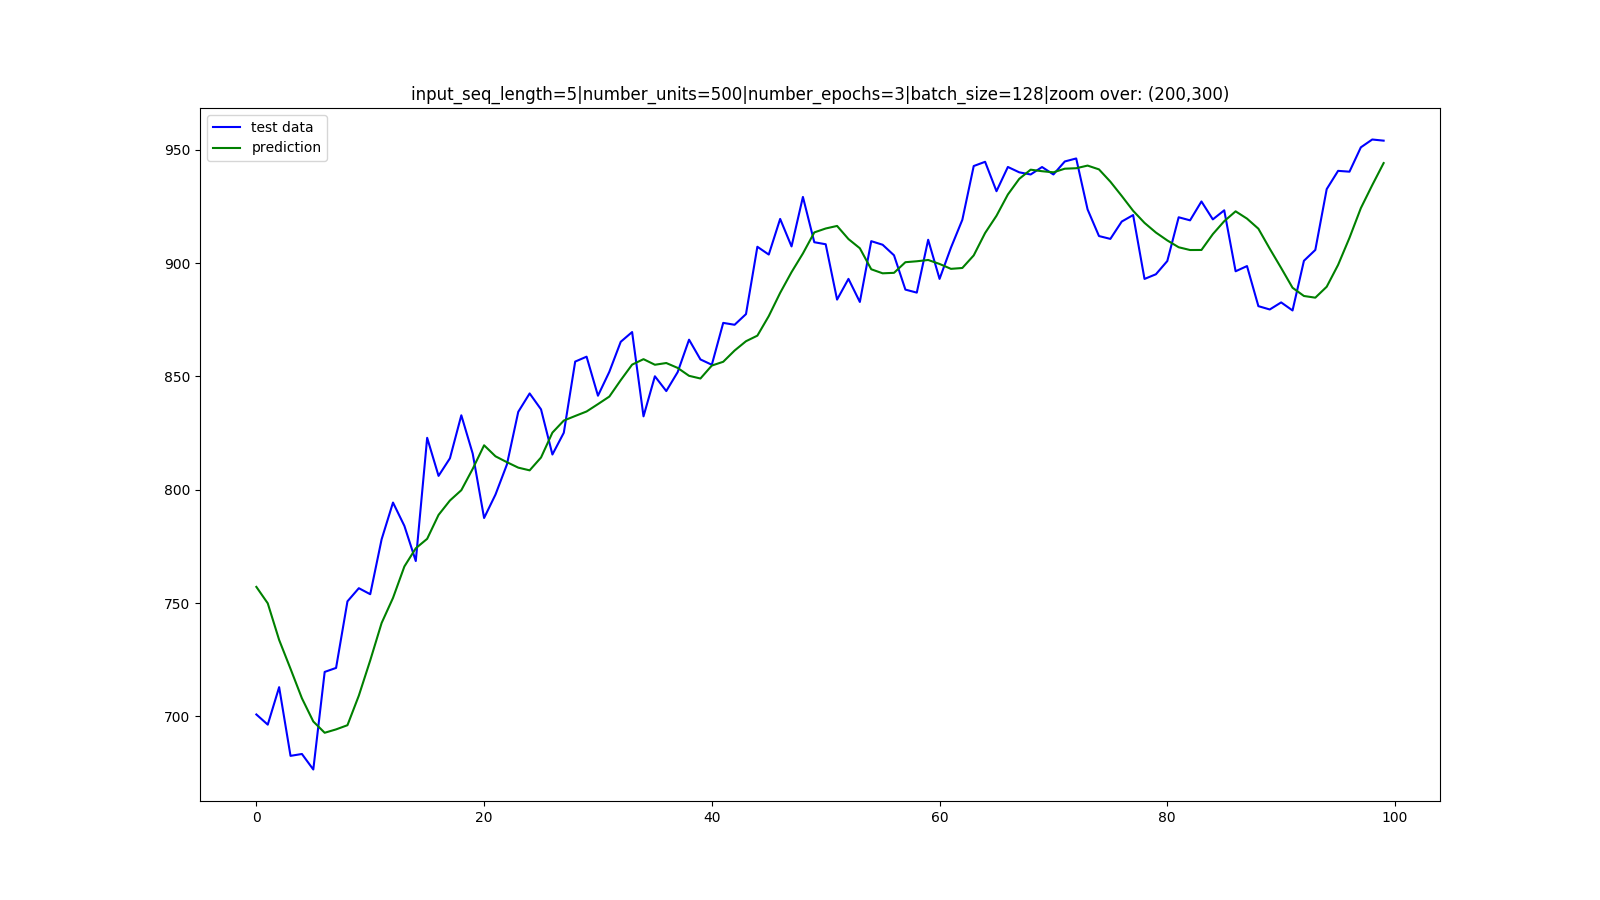 input_seq_length=5|number_units=500|number_epochs=3|batch_size=128|zoom over: (200,300)
test data
prediction
950
900
850
800
750
700
0 20 40 60 80 100